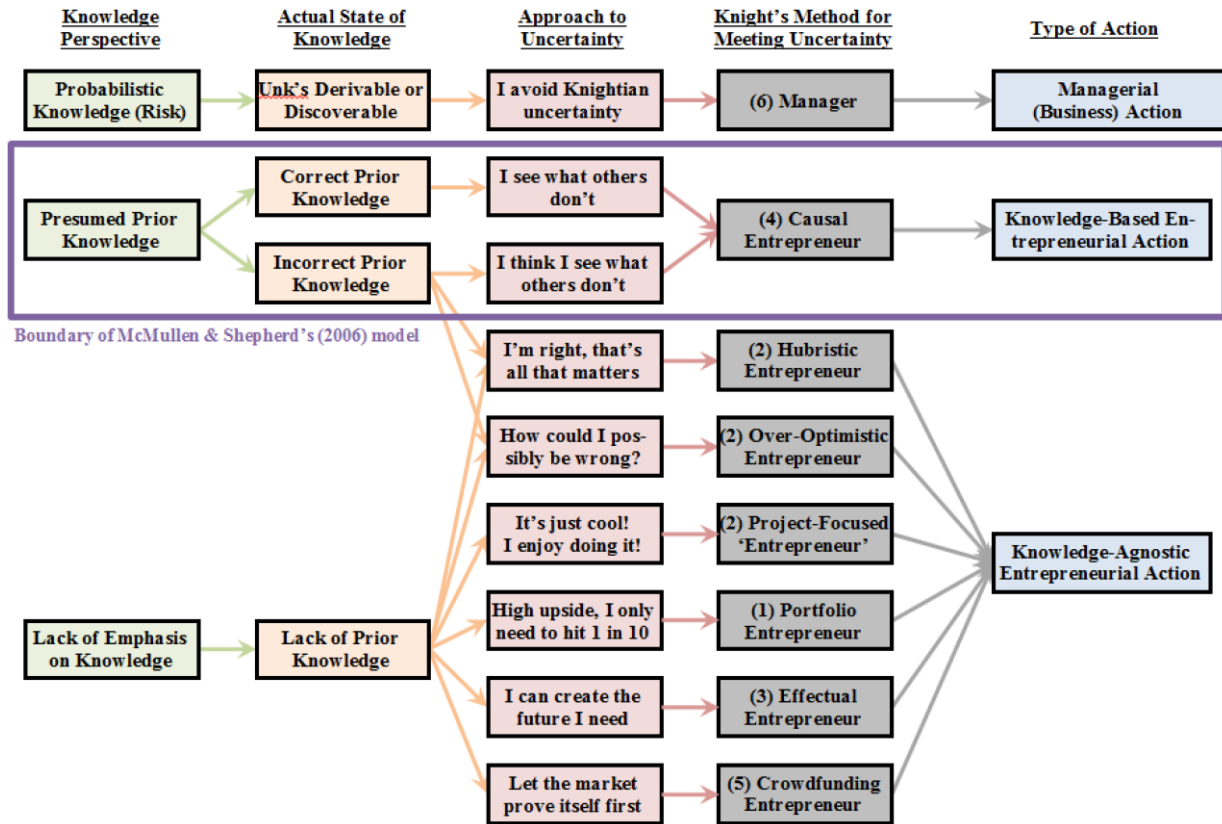 Knowledge
Perspective
Actual State of
Knowledge
Approach to
Uncertainty
Knight's Method for
Meeting Uncertainty
Type of Action
Probabilistic
Knowledge (Risk)
Unk's Derivable or
Discoverable
I avoid Knightian
uncertainty
(6) Manager
Managerial
(Business) Action
Presumed Prior
Knowledge
Correct Prior
Knowledge
I see what others
don't
Incorrect Prior
Knowledge
I think I see what
others don't
(4) Causal
Entrepreneur
Knowledge-Based En-
trepreneurial Action
Boundary of McMullen & Shepherd's (2006) model
I'm right, that's
all that matters
(2) Hubristic
Entrepreneur
How could I pos-
sibly be wrong?
(2) Over-Optimistic
Entrepreneur
It's just cool!
I enjoy doing it!
(2) Project-Focused
'Entrepreneur'
Knowledge-Agnostic
Entrepreneurial Action
Lack of Emphasis
on Knowledge
Lack of Prior
Knowledge
High upside, I only
need to hit 1 in 10
(1) Portfolio
Entrepreneur
I can create the
future I need
(3) Effectual
Entrepreneur
Let the market
prove itself first
(5) Crowdfunding
Entrepreneur